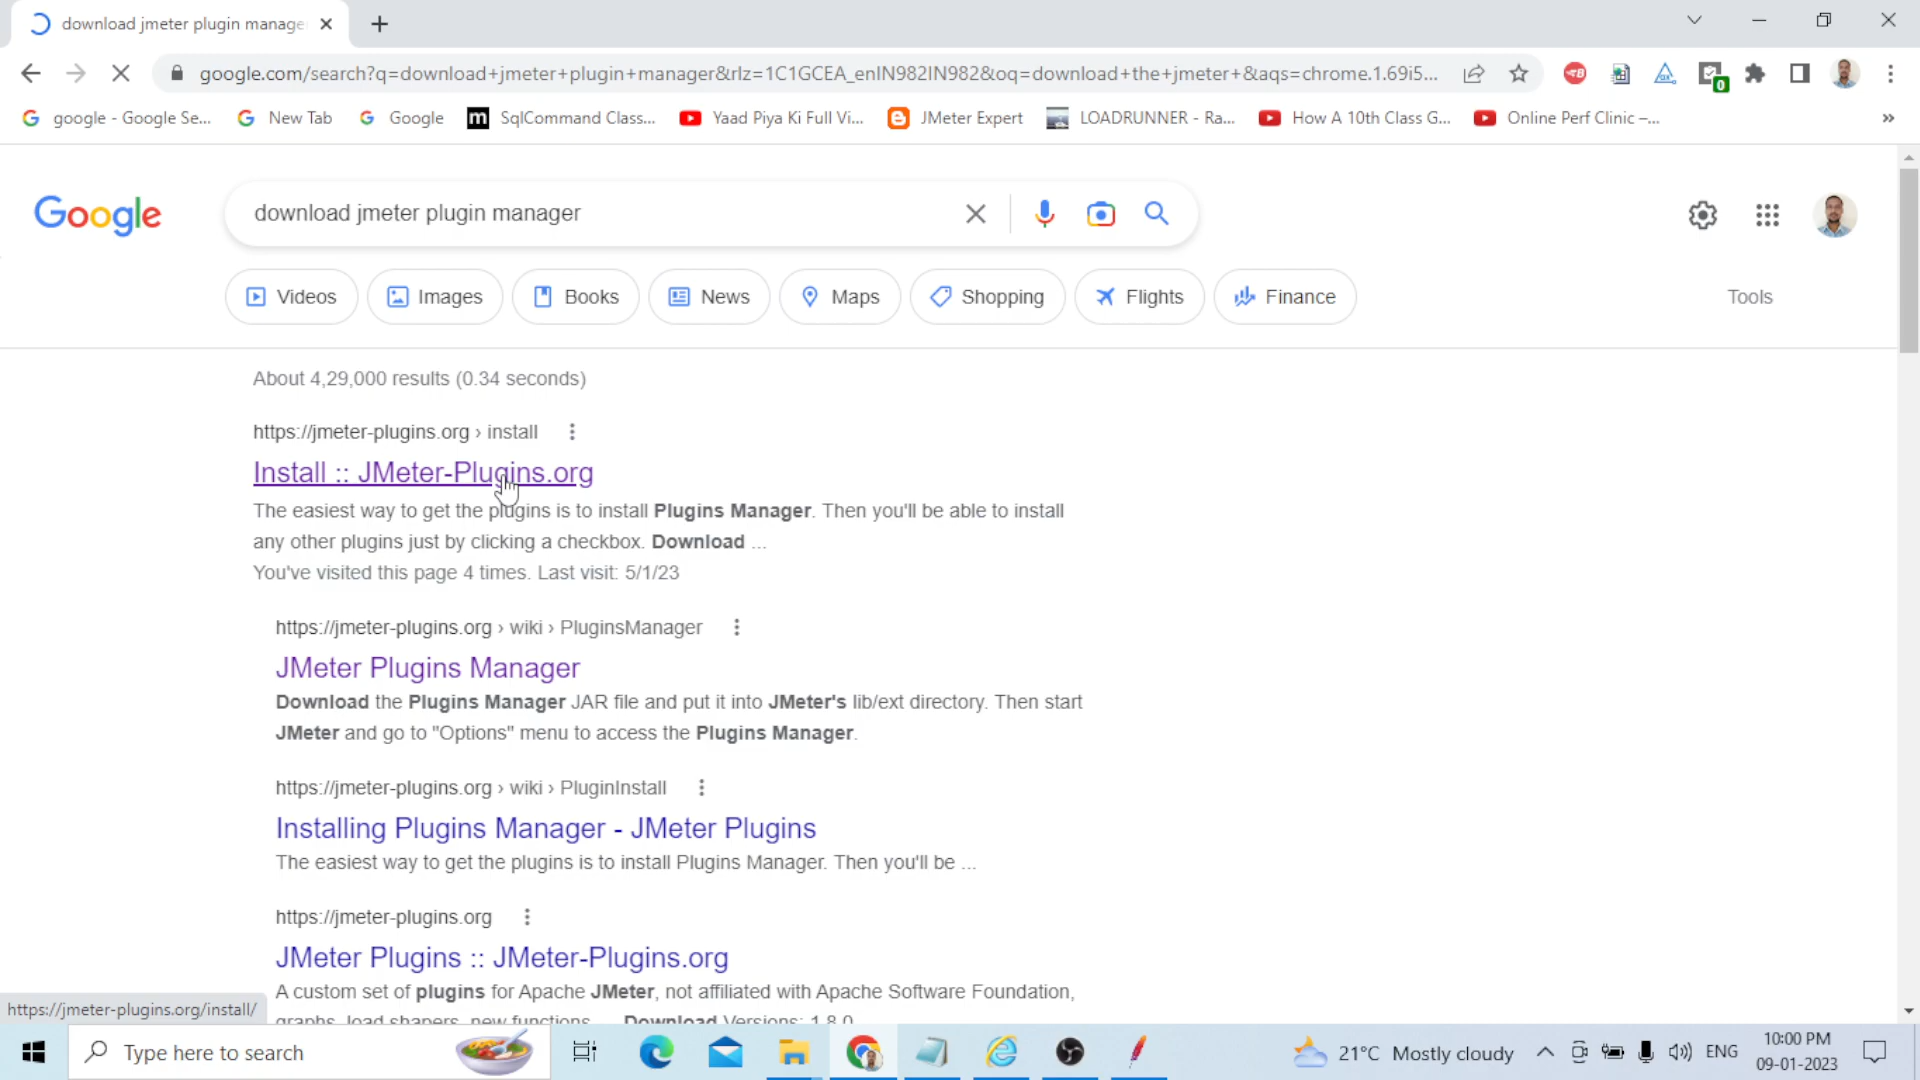 download jmeter plugin manage
google.com/search?q=download+jmeter+plugin+manager&rlz=1C1GCEA_enIN982IN982&oq=download+the+jmeter+&aqs=chrome.1.69i5...
google - Google Se...
New Tab
Google
SqlCommand Class...
Yaad Piya Ki Full Vi...
JMeter Expert
LOADRUNNER - Ra...
How A 10th Class G...
Online Perf Clinic –...
»
Google
download jmeter plugin manager
Videos
Images
Books
News
Maps
Shopping
Flights
Finance
Tools
About 4,29,000 results (0.34 seconds)
https://jmeter-plugins.org › install
Install :: JMeter-Plugins.org
The easiest way to get the plugins is to install Plugins Manager. Then you'll be able to install
any other plugins just by clicking a checkbox. Download ...
You've visited this page 4 times. Last visit: 5/1/23
https://jmeter-plugins.org › wiki › PluginsManager
JMeter Plugins Manager
Download the Plugins Manager JAR file and put it into JMeter's lib/ext directory. Then start
JMeter and go to "Options" menu to access the Plugins Manager.
https://jmeter-plugins.org › wiki › PluginInstall
Installing Plugins Manager - JMeter Plugins
The easiest way to get the plugins is to install Plugins Manager. Then you'll be ...
https://jmeter-plugins.org
JMeter Plugins :: JMeter-Plugins.org
A custom set of plugins for Apache JMeter, not affiliated with Apache Software Foundation,
graphs, load shapers, new functions ... Download Versions: 1.8.0
https://jmeter-plugins.org/install/
Type here to search
21°C Mostly cloudy
ENG
10:00 PM
09-01-2023